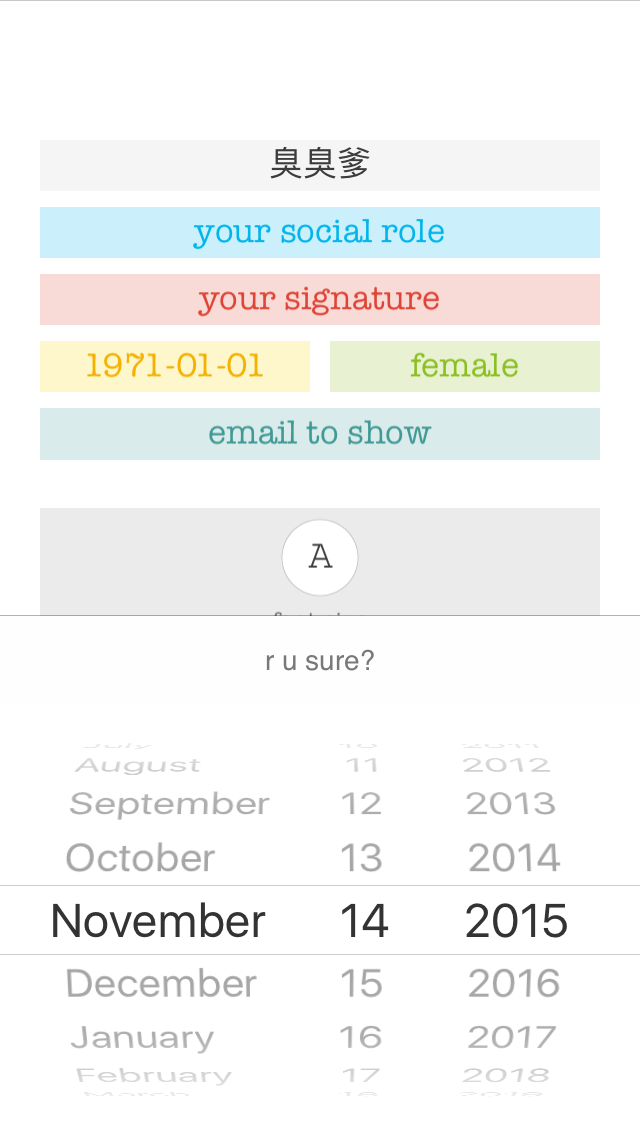 臭臭爹
your social role
your signature
1971-01-01 female
email to show
A
r u sure?
August 11 2012
September 12 2013
October 13 2014
November 14 2015
December 15 2016
January 16 2017
February 17 2018